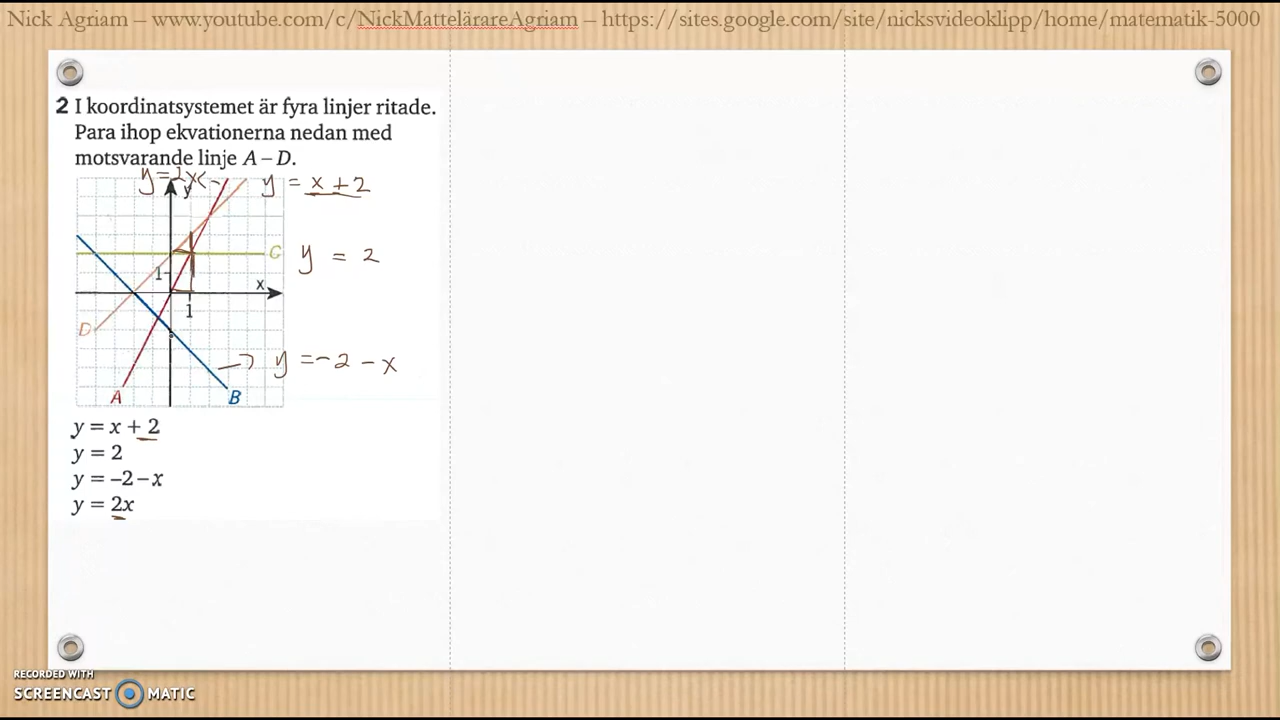 Nick Agriam – www.youtube.com/c/NickMattelärareAgriam – https://sites.google.com/site/nicksvideoklipp/home/matematik-5000
2 I koordinatsystemet är fyra linjer ritade.
Para ihop ekvationerna nedan med
motsvarande linje A – D.
y = 2x
y
y = x + 2
C
y = 2
1
x
1
D
y = -2 - x
A
B
y = x + 2
y = 2
y = –2 – x
y = 2x
RECORDED WITH
SCREENCAST MATIC